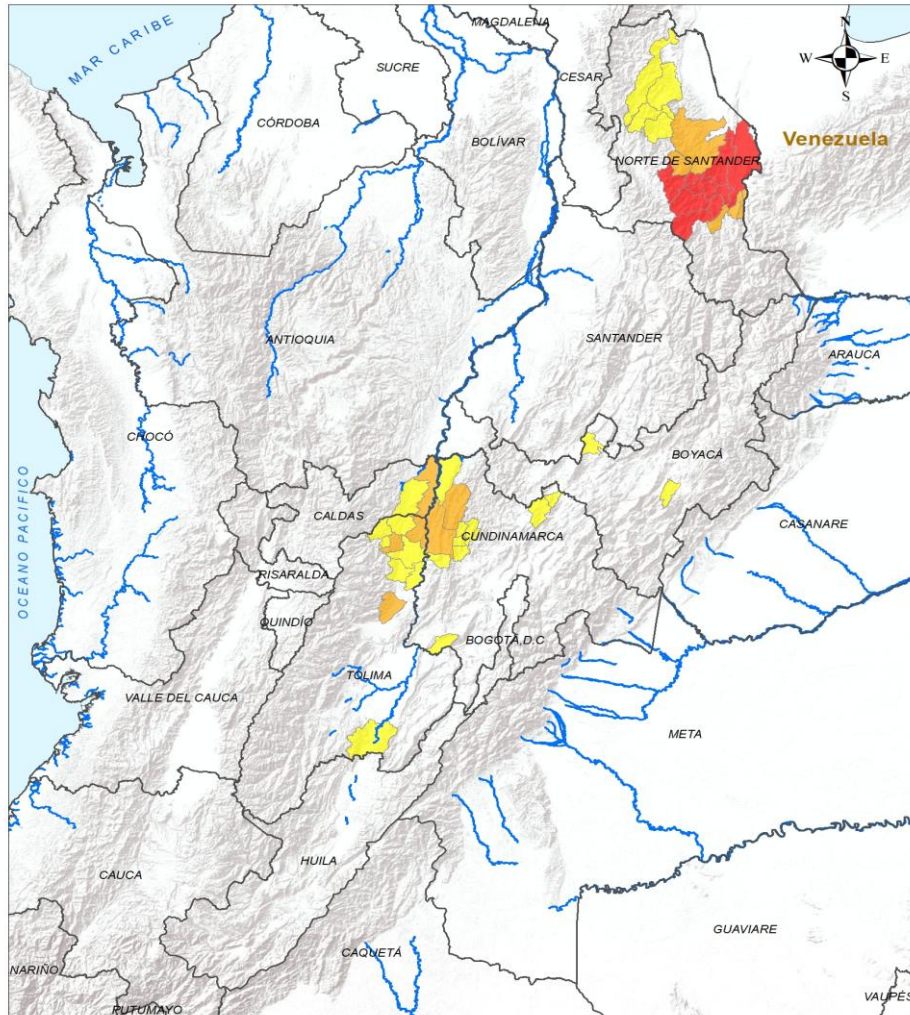 MAGDALENA
N
W E
S
MAR CARIBE
SUCRE
CESAR
CÓRDOBA
BOLÍVAR
Venezuela
NORTE DE SANTANDER
ANTIOQUIA
SANTANDER
ARAUCA
CHOCÓ
BOYACÁ
OCEANO PACIFICO
CALDAS
CUNDINAMARCA
CASANARE
RISARALDA
QUINDÍO
BOGOTÁ, D.C
TOLIMA
VALLE DEL CAUCA
META
HUILA
CAUCA
GUAVIARE
CAQUETÁ
NARIÑO
PUTUMAYO
VAUPÉS